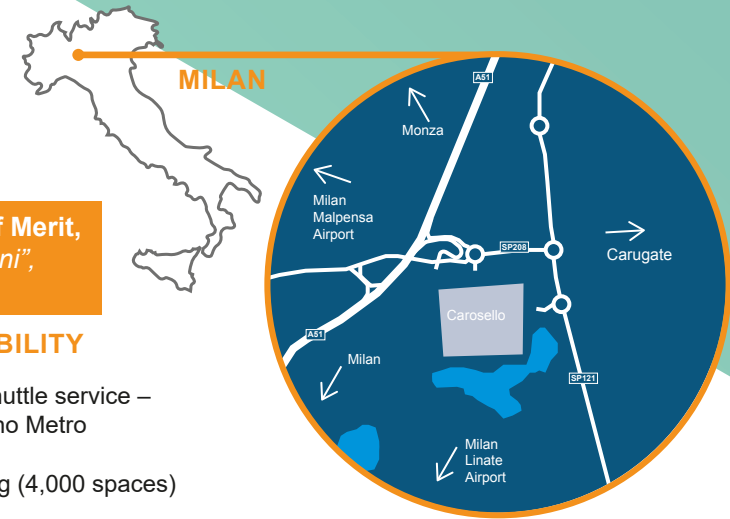 MILAN
f Merit,
ni”,
BILITY
huttle service –
no Metro
g (4,000 spaces)
A51
Monza
Milan
Malpensa
Airport
SP208
Carugate
Carosello
A51
Milan
SP121
Milan
Linate
Airport